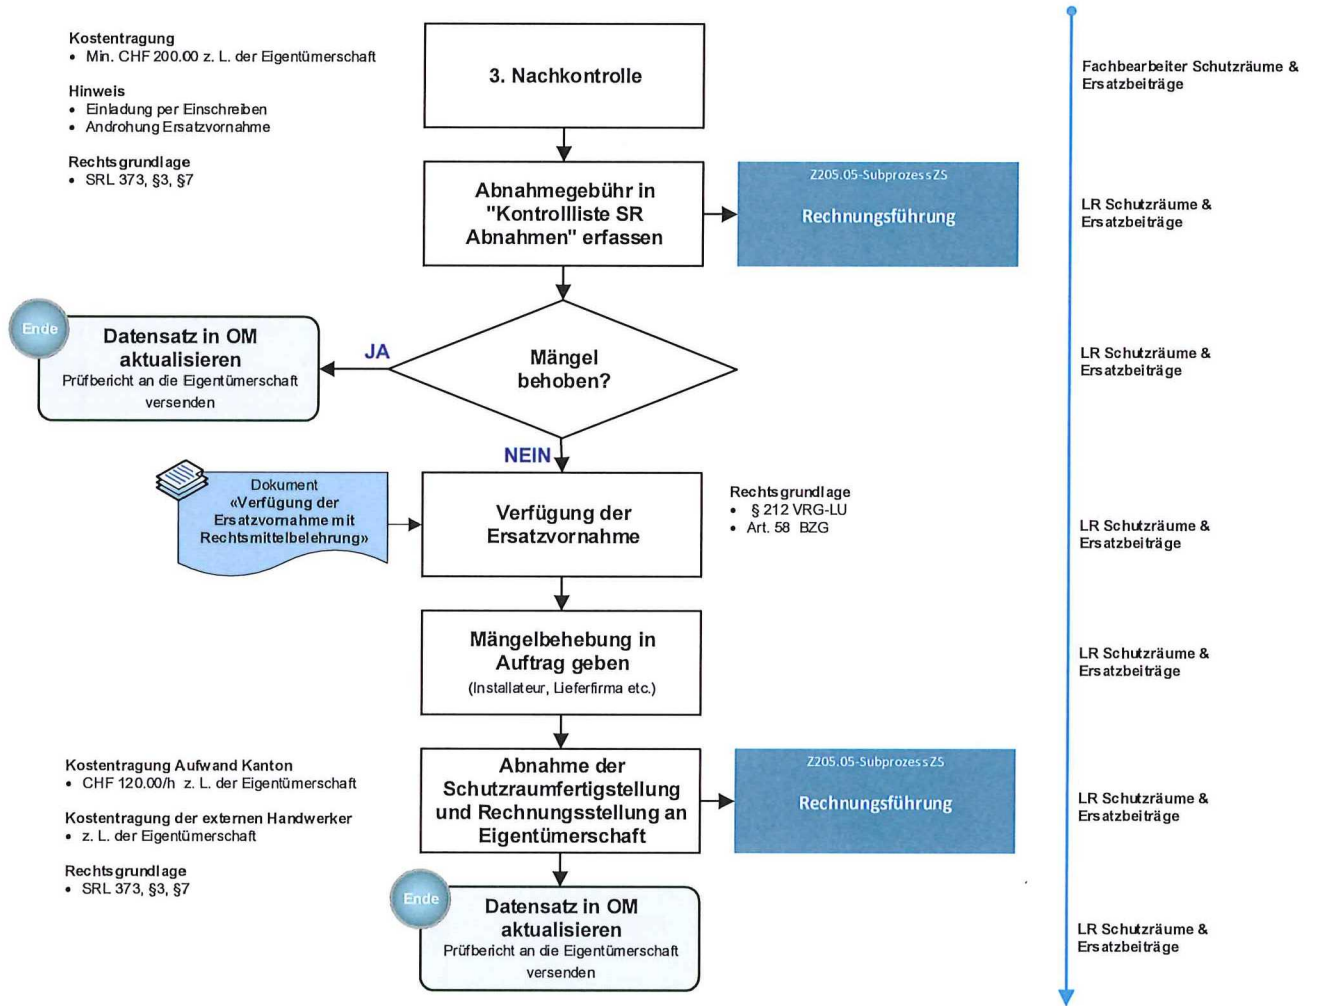 Kostentragung
• Min. CHF 200.00 z. L. der Eigentümerschaft
Hinweis
• Einladung per Einschreiben
• Androhung Ersatzvornahme
Rechtsgrundlage
• SRL 373, §3, §7
3. Nachkontrolle
Fachbearbeiter Schutzräume &
Ersatzbeiträge
Abnahmegebühr in
"Kontrollliste SR
Abnahmen" erfassen
Z205.05-SubprozessZS
Rechnungsführung
LR Schutzräume &
Ersatzbeiträge
Ende
Datensatz in OM
aktualisieren
Prüfbericht an die Eigentümerschaft
versenden
JA
Mängel
behoben?
LR Schutzräume &
Ersatzbeiträge
NEIN
Dokument
«Verfügung der
Ersatzvornahme mit
Rechtsmittelbelehrung»
Verfügung der
Ersatzvornahme
Rechtsgrundlage
• § 212 VRG-LU
• Art. 58 BZG
LR Schutzräume &
Ersatzbeiträge
Mängelbehebung in
Auftrag geben
(Installateur, Lieferfirma etc.)
LR Schutzräume &
Ersatzbeiträge
Kostentragung Aufwand Kanton
• CHF 120.00/h z. L. der Eigentümerschaft
Kostentragung der externen Handwerker
• z. L. der Eigentümerschaft
Rechtsgrundlage
• SRL 373, §3, §7
Abnahme der
Schutzraumfertigstellung
und Rechnungsstellung an
Eigentümerschaft
Z205.05-SubprozessZS
Rechnungsführung
LR Schutzräume &
Ersatzbeiträge
Ende
Datensatz in OM
aktualisieren
Prüfbericht an die Eigentümerschaft
versenden
LR Schutzräume &
Ersatzbeiträge